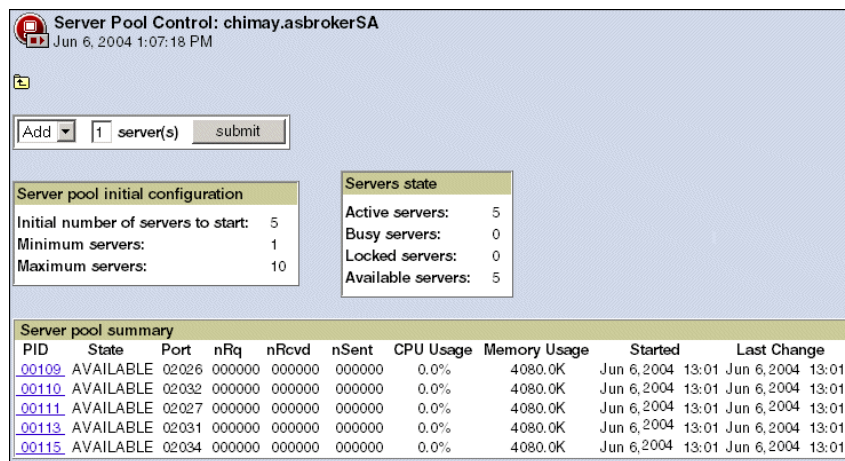 Server Pool Control: chimay.asbrokerSA
Jun 6, 2004 1:07:18 PM
Add 1 server(s) submit
Server pool initial configuration
Initial number of servers to start: 5
Minimum servers: 1
Maximum servers: 10
Servers state
Active servers: 5
Busy servers: 0
Locked servers: 0
Available servers: 5
Server pool summary
PID State Port nRq nRcvd nSent CPU Usage Memory Usage Started Last Change
00109 AVAILABLE 02026 000000 000000 000000 0.0% 4080.0K Jun 6,2004 13:01 Jun 6,2004 13:01
00110 AVAILABLE 02032 000000 000000 000000 0.0% 4080.0K Jun 6,2004 13:01 Jun 6,2004 13:01
00111 AVAILABLE 02027 000000 000000 000000 0.0% 4080.0K Jun 6,2004 13:01 Jun 6,2004 13:01
00113 AVAILABLE 02031 000000 000000 000000 0.0% 4080.0K Jun 6,2004 13:01 Jun 6,2004 13:01
00115 AVAILABLE 02034 000000 000000 000000 0.0% 4080.0K Jun 6,2004 13:01 Jun 6,2004 13:01